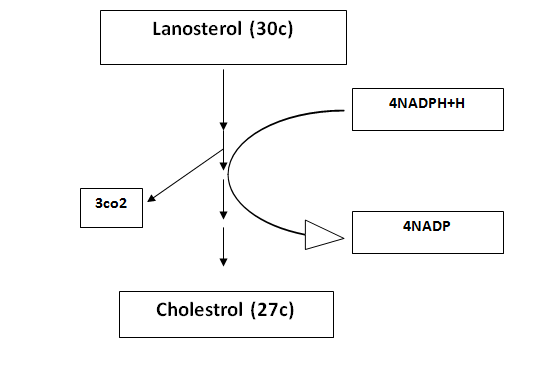 Lanosterol (30c)
4NADPH+H
3co2
4NADP
Cholestrol (27c)